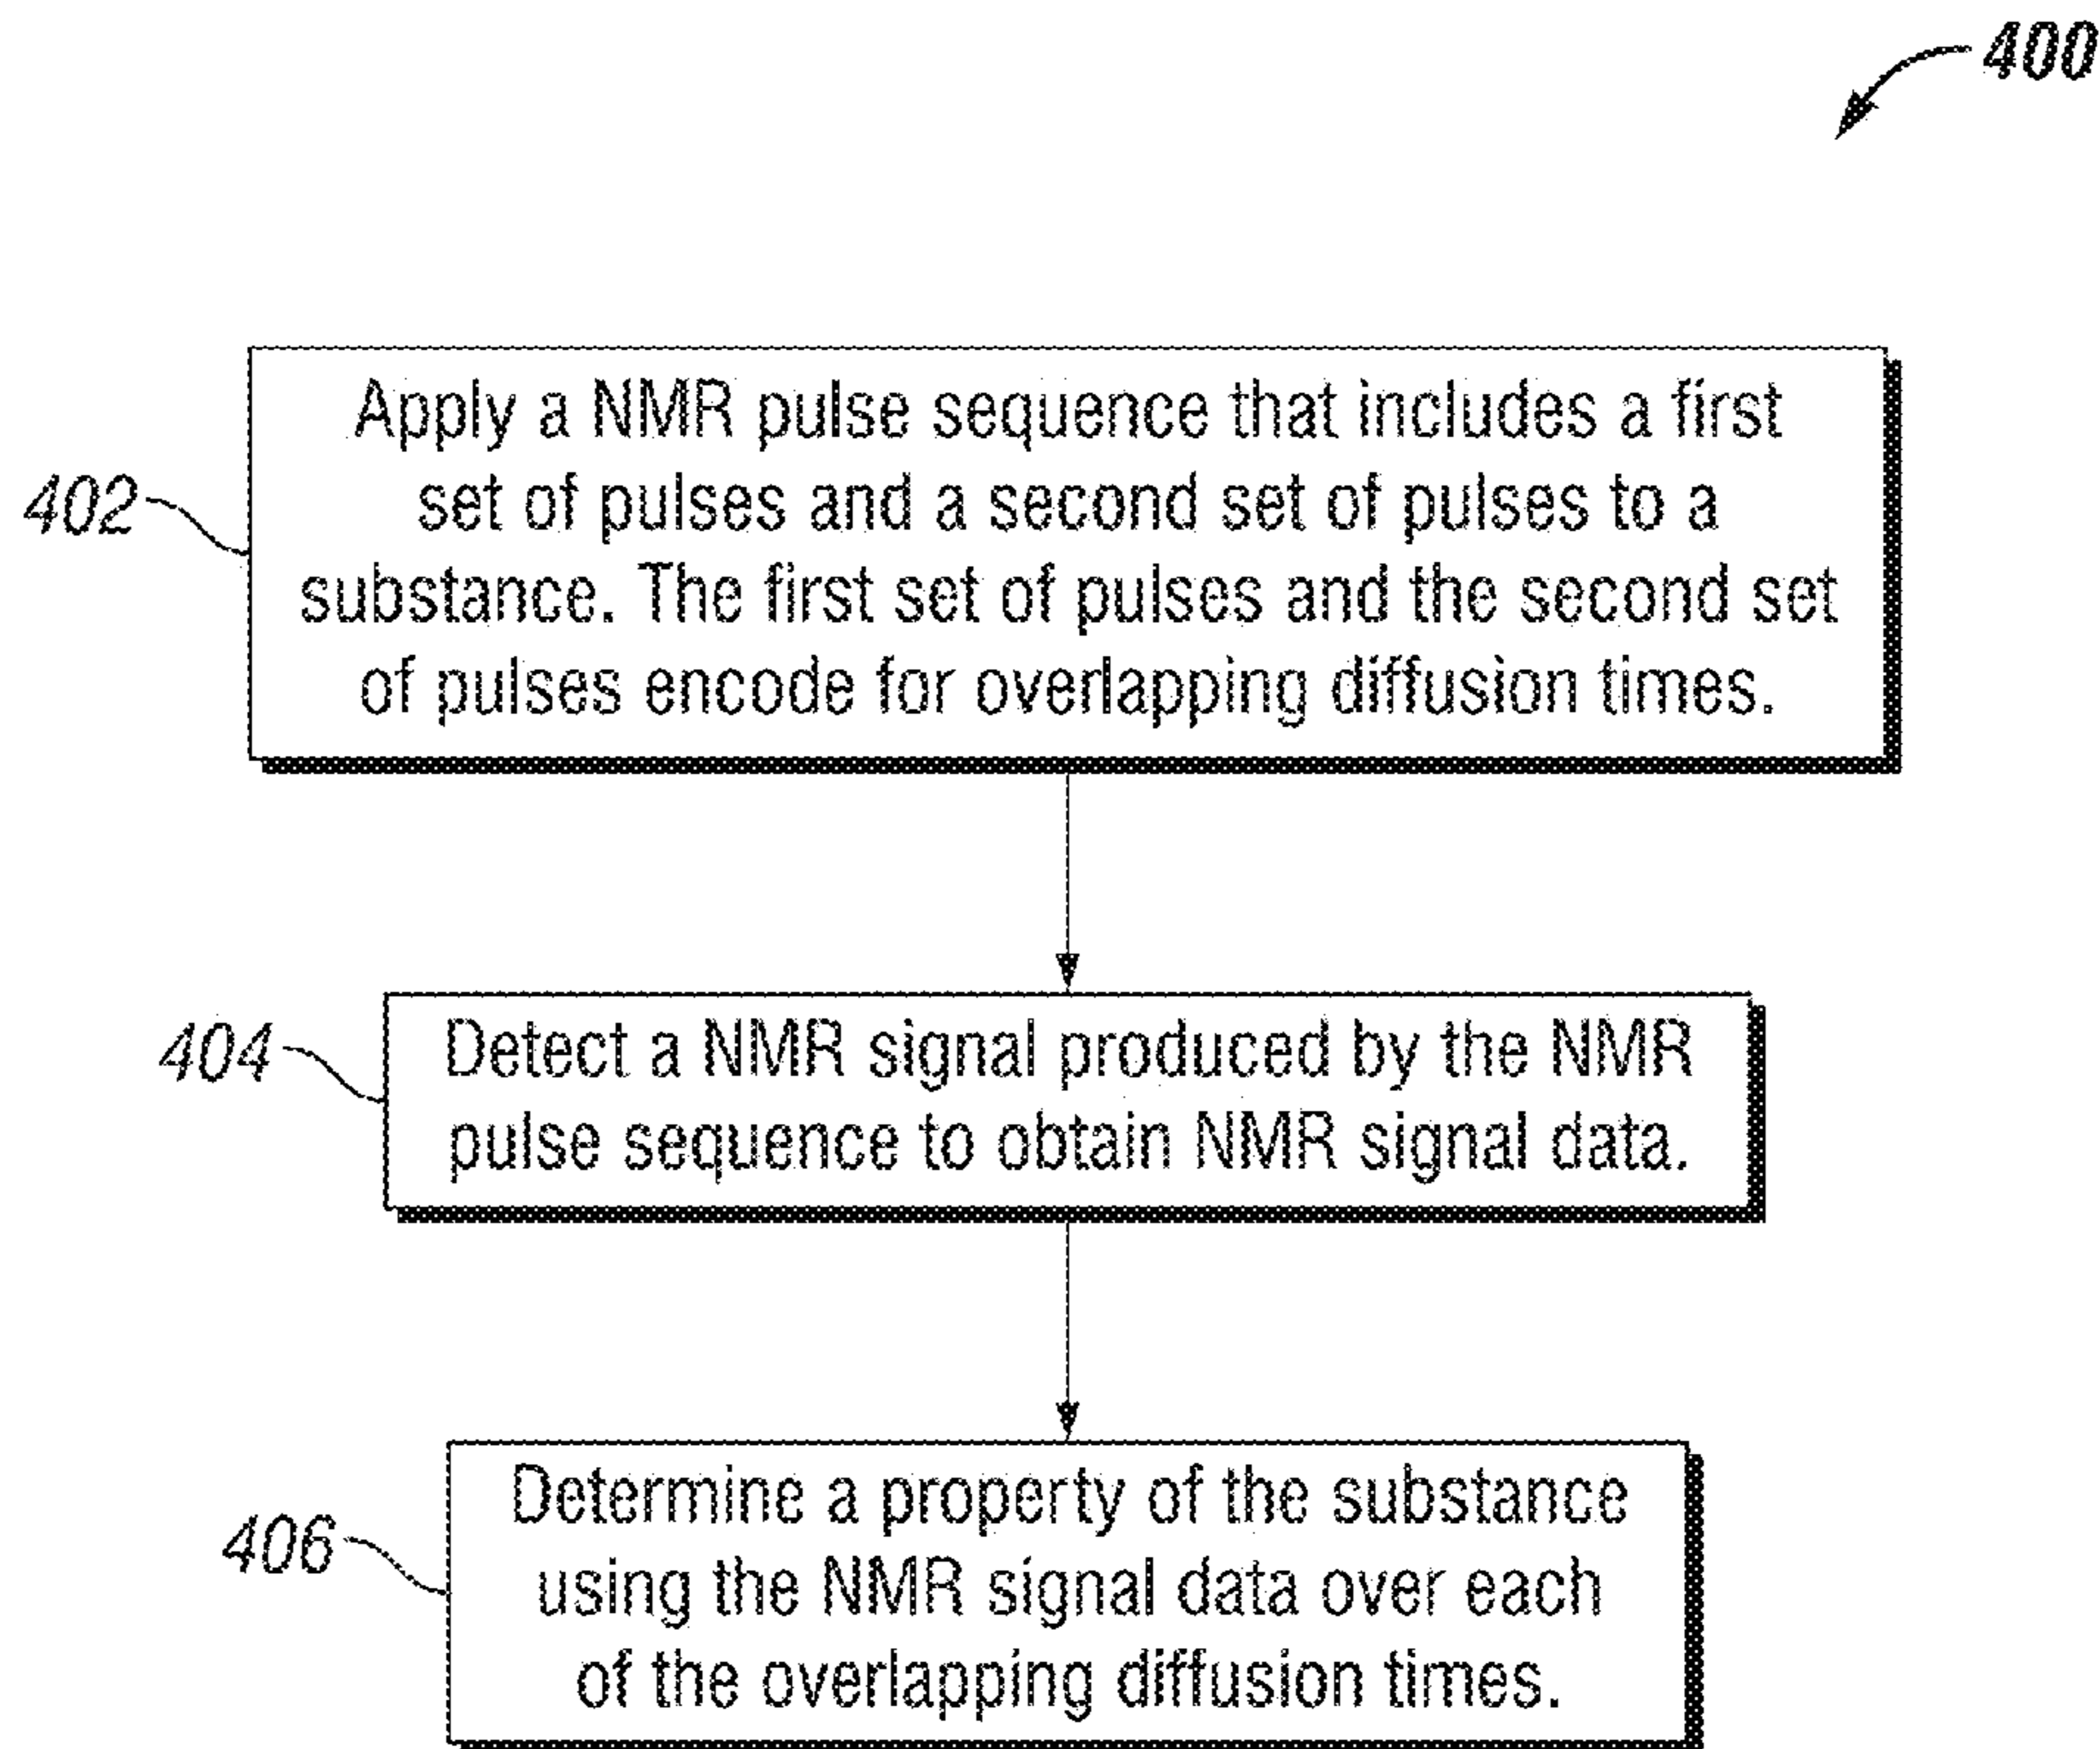 400
402
Apply a NMR pulse sequence that includes a first
set of pulses and a second set of pulses to a
substance. The first set of pulses and the second set
of pulses encode for overlapping diffusion times.
404
Detect a NMR signal produced by the NMR
pulse sequence to obtain NMR signal data.
406
Determine a property of the substance
using the NMR signal data over each
of the overlapping diffusion times.